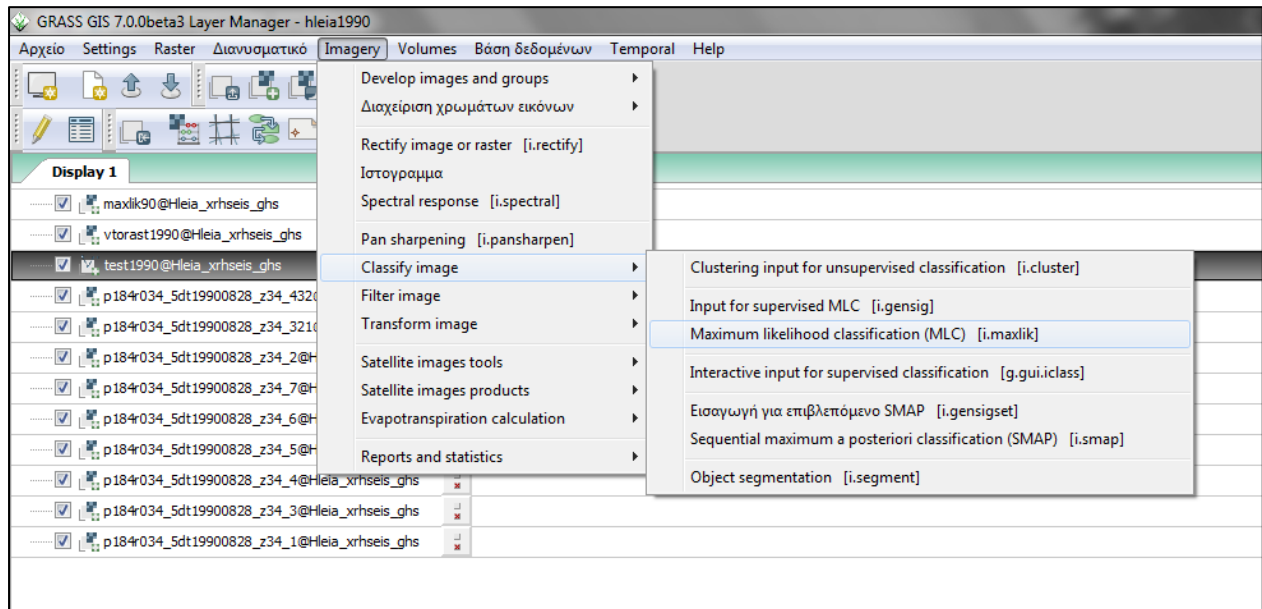 GRASS GIS 7.0.0beta3 Layer Manager - hleia1990
Αρχείο Settings Raster Διανυσματικό Imagery Volumes Βάση δεδομένων Temporal Help
Develop images and groups
Διαχείριση χρωμάτων εικόνων
Rectify image or raster [i.rectify]
Ιστογραμμα
Spectral response [i.spectral]
Pan sharpening [i.pansharpen]
Classify image
Filter image
Transform image
Satellite images tools
Satellite images products
Evapotranspiration calculation
Reports and statistics
Clustering input for unsupervised classification [i.cluster]
Input for supervised MLC [i.gensig]
Maximum likelihood classification (MLC) [i.maxlik]
Interactive input for supervised classification [g.gui.iclass]
Εισαγωγή για επιβλεπόμενο SMAP [i.gensigset]
Sequential maximum a posteriori classification (SMAP) [i.smap]
Object segmentation [i.segment]
Display 1
maxlik90@Hleia_xrhseis_ghs
vtorast1990@Hleia_xrhseis_ghs
test1990@Hleia_xrhseis_ghs
p184r034_5dt19900828_z34_432@
p184r034_5dt19900828_z34_321@
p184r034_5dt19900828_z34_2@H
p184r034_5dt19900828_z34_7@H
p184r034_5dt19900828_z34_6@H
p184r034_5dt19900828_z34_5@H
p184r034_5dt19900828_z34_4@Hleia_xrhseis_ghs
p184r034_5dt19900828_z34_3@Hleia_xrhseis_ghs
p184r034_5dt19900828_z34_1@Hleia_xrhseis_ghs